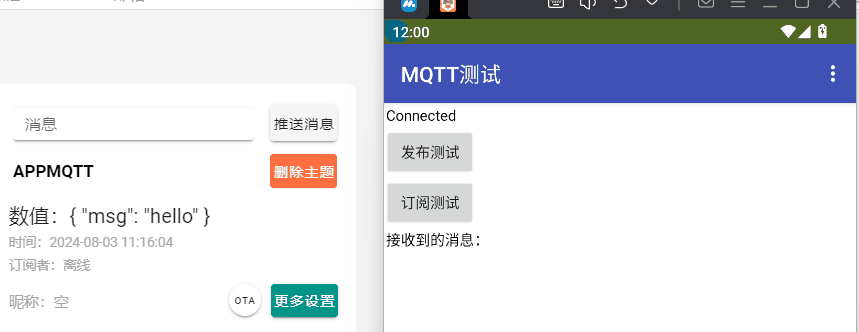 消息
推送消息
APPMQTT
删除主题
数值：{ "msg": "hello" }
时间：2024-08-03 11:16:04
订阅者：离线
昵称：空
OTA
更多设置
12:00
MQTT测试
Connected
发布测试
订阅测试
接收到的消息：